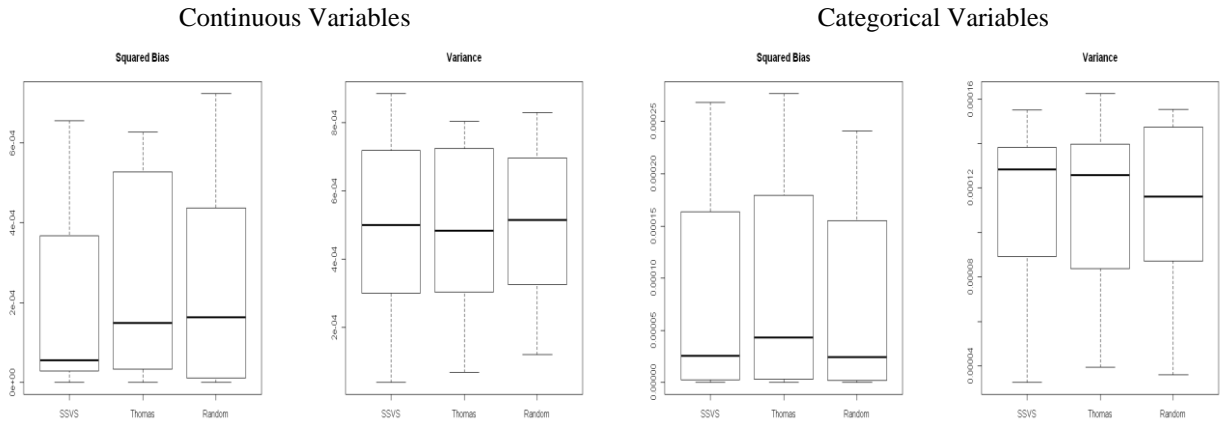 Continuous Variables
Categorical Variables
Squared Bias
Variance
Squared Bias
Variance
6e-04
4e-04
2e-04
0e+00
SSVS Thomas Random
8e-04
6e-04
4e-04
2e-04
SSVS Thomas Random
0.00025
0.00020
0.00015
0.00010
0.00005
0.00000
SSVS Thomas Random
0.00016
0.00012
0.00008
0.00004
SSVS Thomas Random